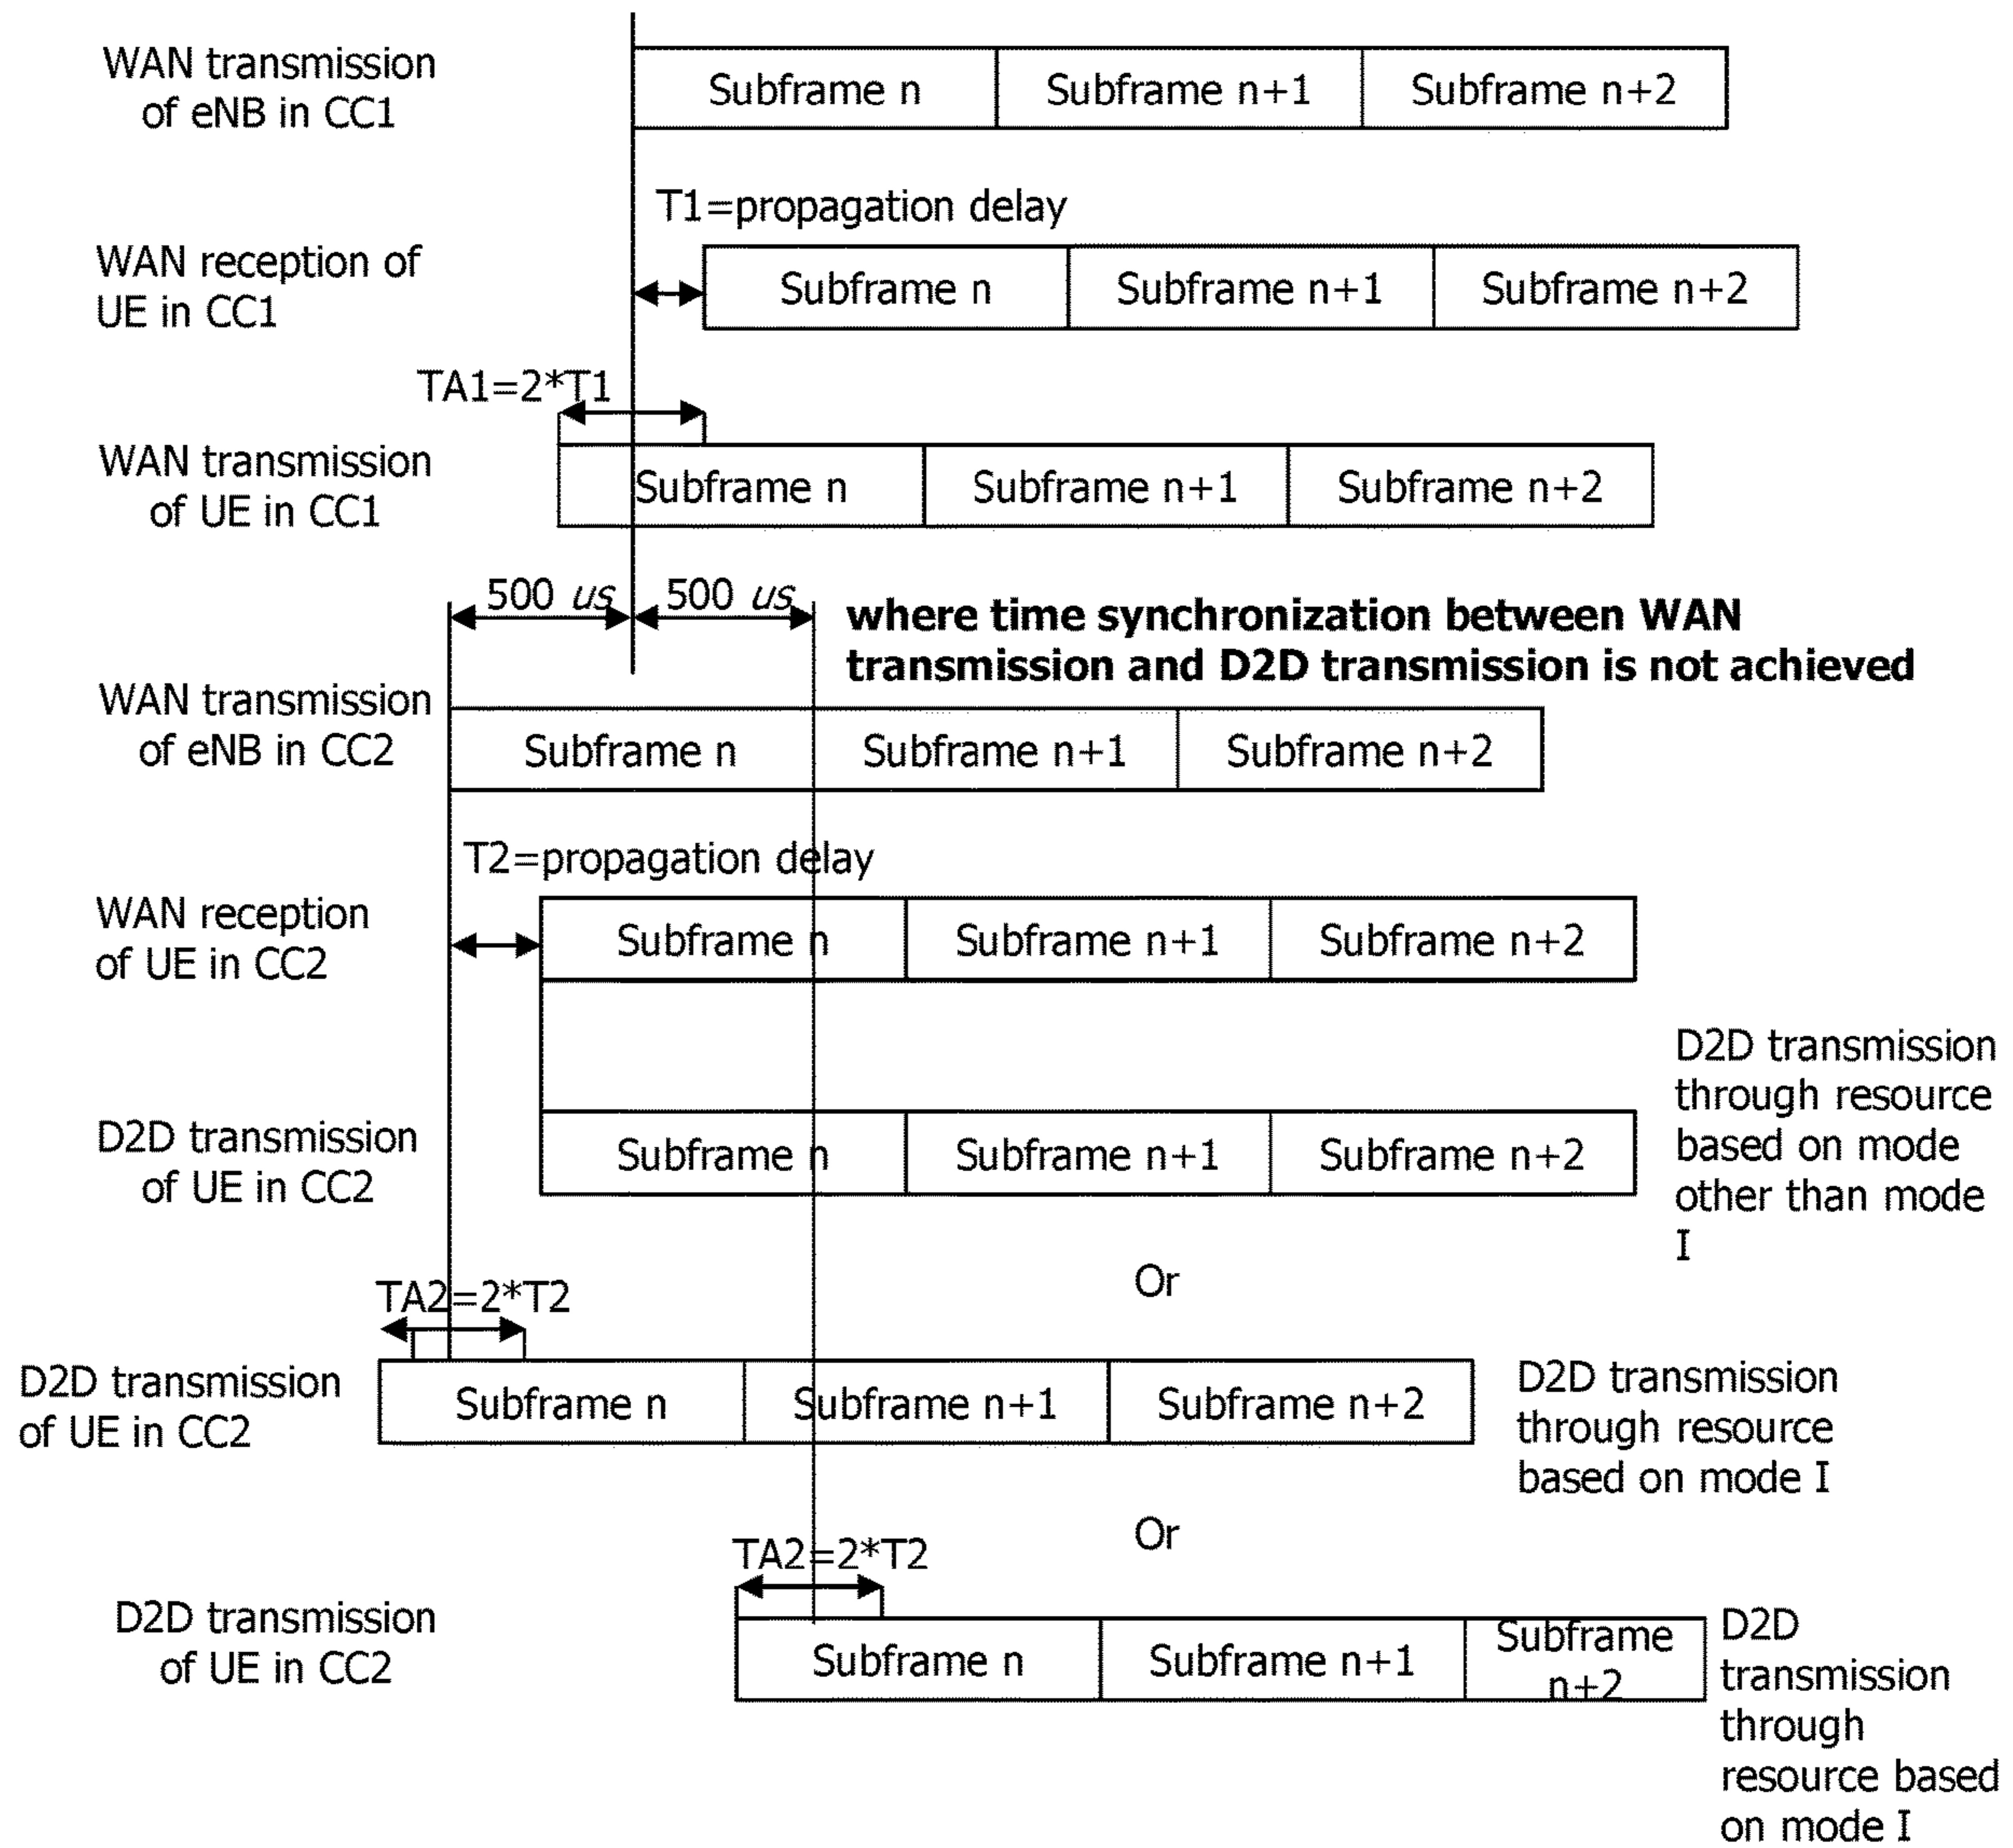 WAN transmission
of eNB in CC1
Subframe n
Subframe n+1
Subframe n+2
T1=propagation delay
WAN reception of
UE in CC1
Subframe n
Subframe n+1
Subframe n+2
TA1=2*T1
WAN transmission
of UE in CC1
Subframe n
Subframe n+1
Subframe n+2
500 us
500 us
where time synchronization between WAN
transmission and D2D transmission is not achieved
WAN transmission
of eNB in CC2
Subframe n
Subframe n+1
Subframe n+2
T2=propagation delay
WAN reception
of UE in CC2
Subframe n
Subframe n+1
Subframe n+2
D2D transmission
of UE in CC2
Subframe n
Subframe n+1
Subframe n+2
D2D transmission
through resource
based on mode
other than mode
I
Or
TA2=2*T2
D2D transmission
of UE in CC2
Subframe n
Subframe n+1
Subframe n+2
D2D transmission
through resource
based on mode I
Or
TA2=2*T2
D2D transmission
of UE in CC2
Subframe n
Subframe n+1
Subframe
n+2
D2D
transmission
through
resource based
on mode I